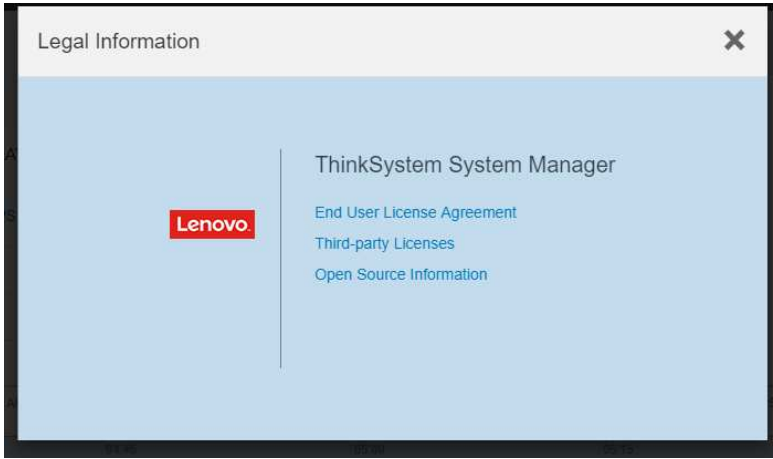 Legal Information
ThinkSystem System Manager
Lenovo.
End User License Agreement
Third-party Licenses
Open Source Information